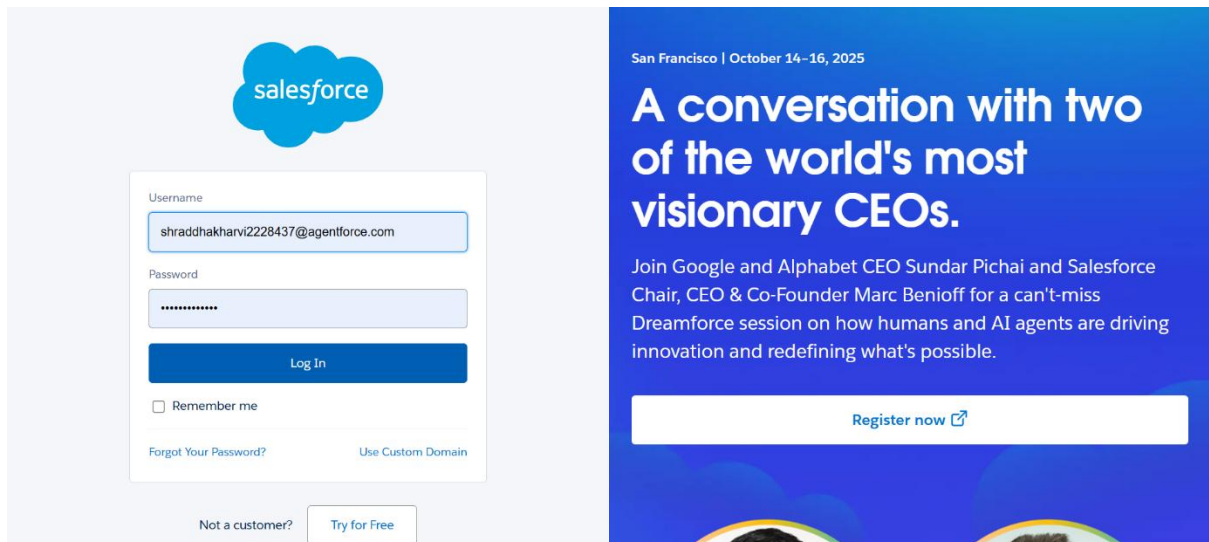 salesforce
Username
shraddhakharvi2228437@agentforce.com
Password
•••••••••••••
Log In
Remember me
Forgot Your Password? Use Custom Domain
Not a customer? Try for Free
San Francisco | October 14–16, 2025
A conversation with two
of the world's most
visionary CEOs.
Join Google and Alphabet CEO Sundar Pichai and Salesforce
Chair, CEO & Co-Founder Marc Benioff for a can't-miss
Dreamforce session on how humans and AI agents are driving
innovation and redefining what's possible.
Register now